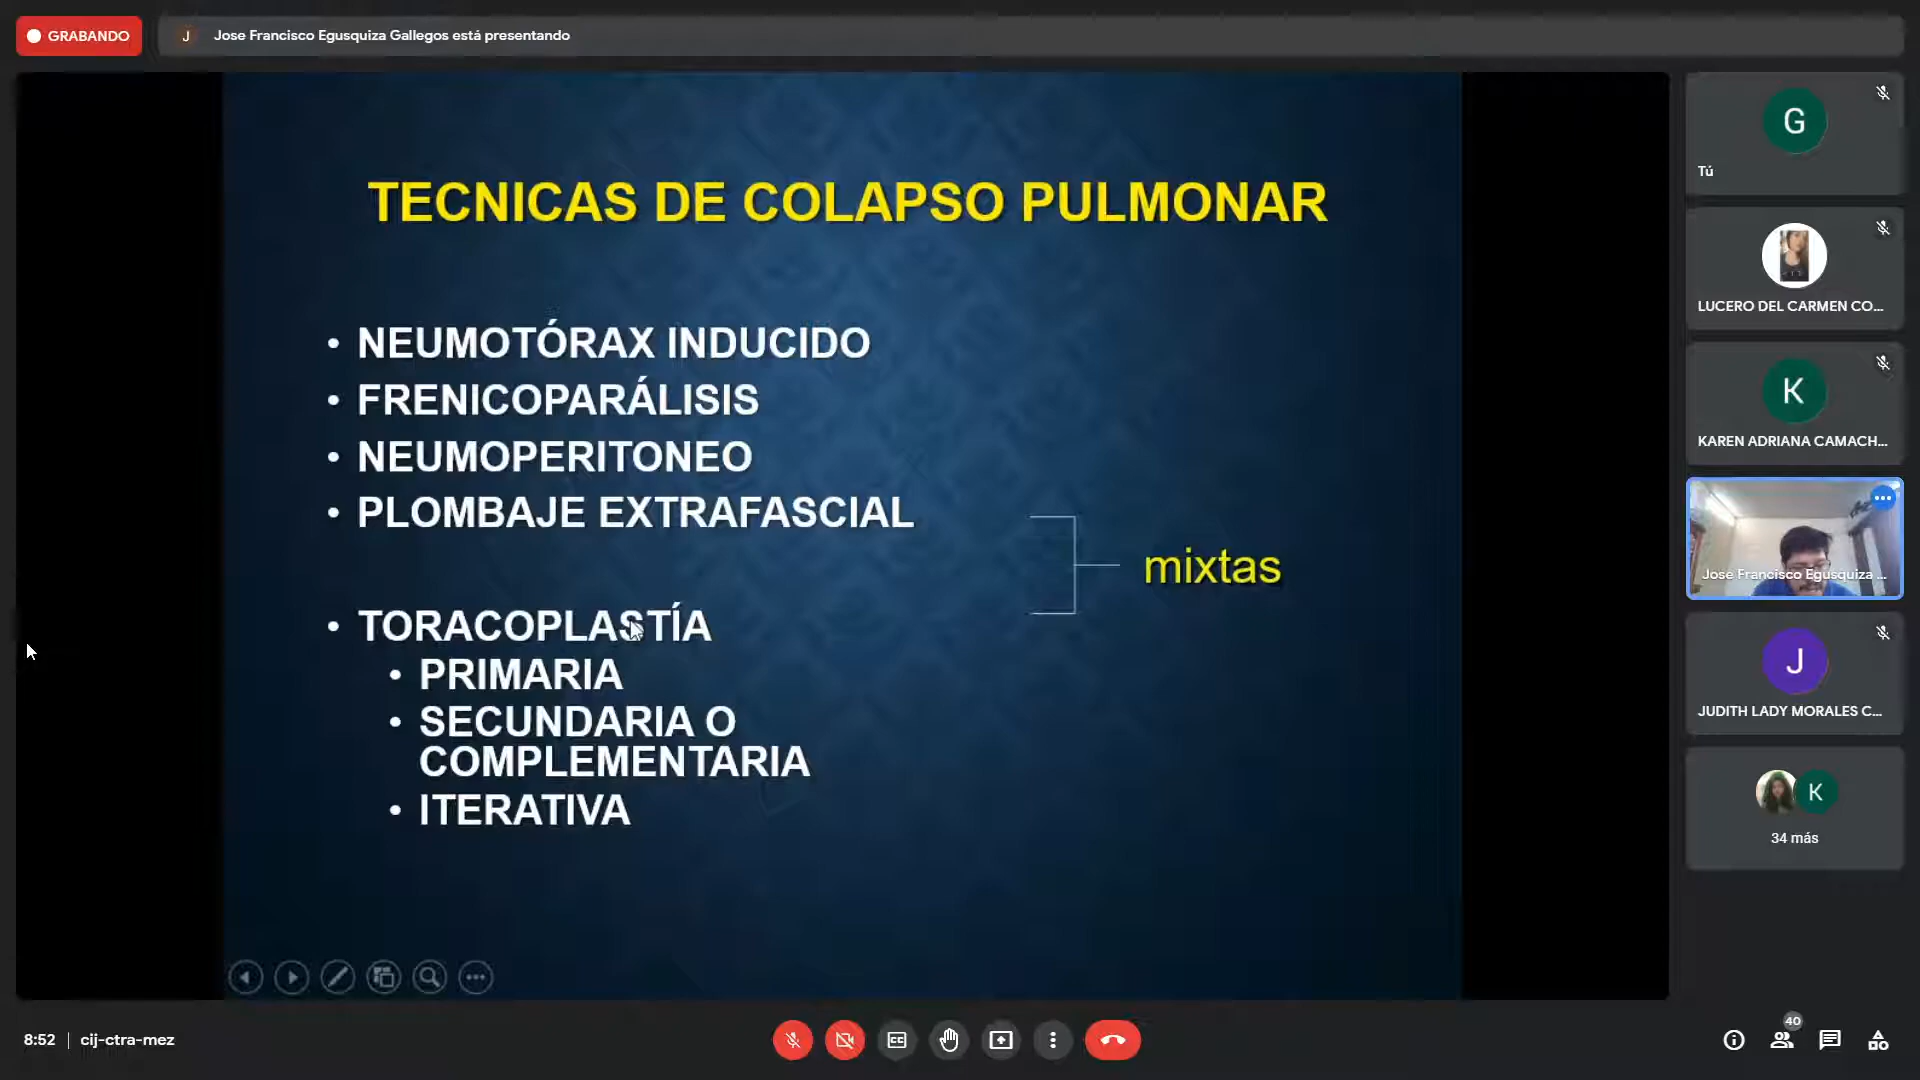 GRABANDO
J
Jose Francisco Egusquiza Gallegos está presentando
TECNICAS DE COLAPSO PULMONAR
• NEUMOTÓRAX INDUCIDO
• FRENICOPARÁLISIS
• NEUMOPERITONEO
• PLOMBAJE EXTRAFASCIAL
mixtas
• TORACOPLASTÍA
• PRIMARIA
• SECUNDARIA O
COMPLEMENTARIA
• ITERATIVA
G
Tú
LUCERO DEL CARMEN CO...
K
KAREN ADRIANA CAMACH...
Jose Francisco Egusquiza ...
J
JUDITH LADY MORALES C...
K
34 más
8:52 | cij-ctra-mez
CC
40